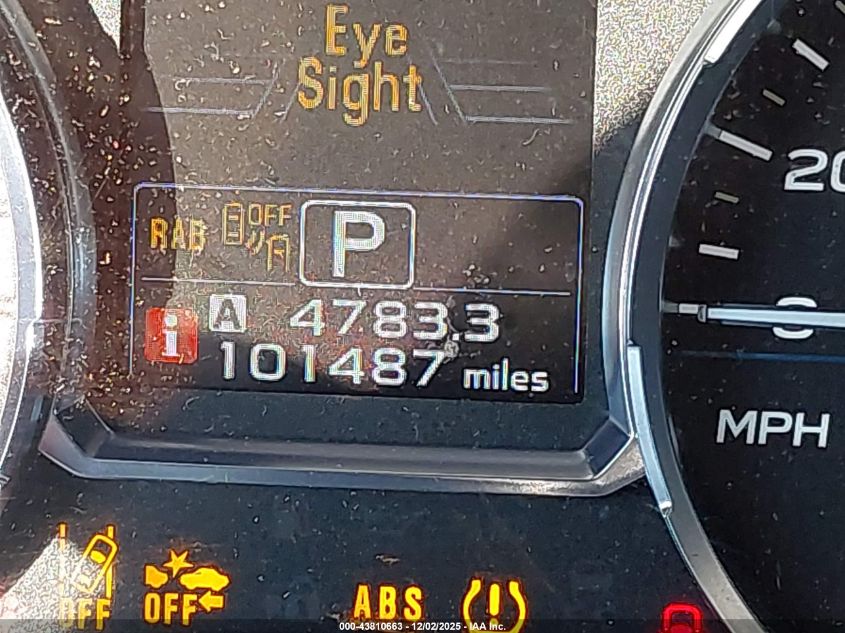 Eye
Sight
20
RAB OFF P
A 4783.3
i 101487 miles
0
MPH
OFF OFF ABS !
000-43810663 - 12/02/2025 - IAA Inc.